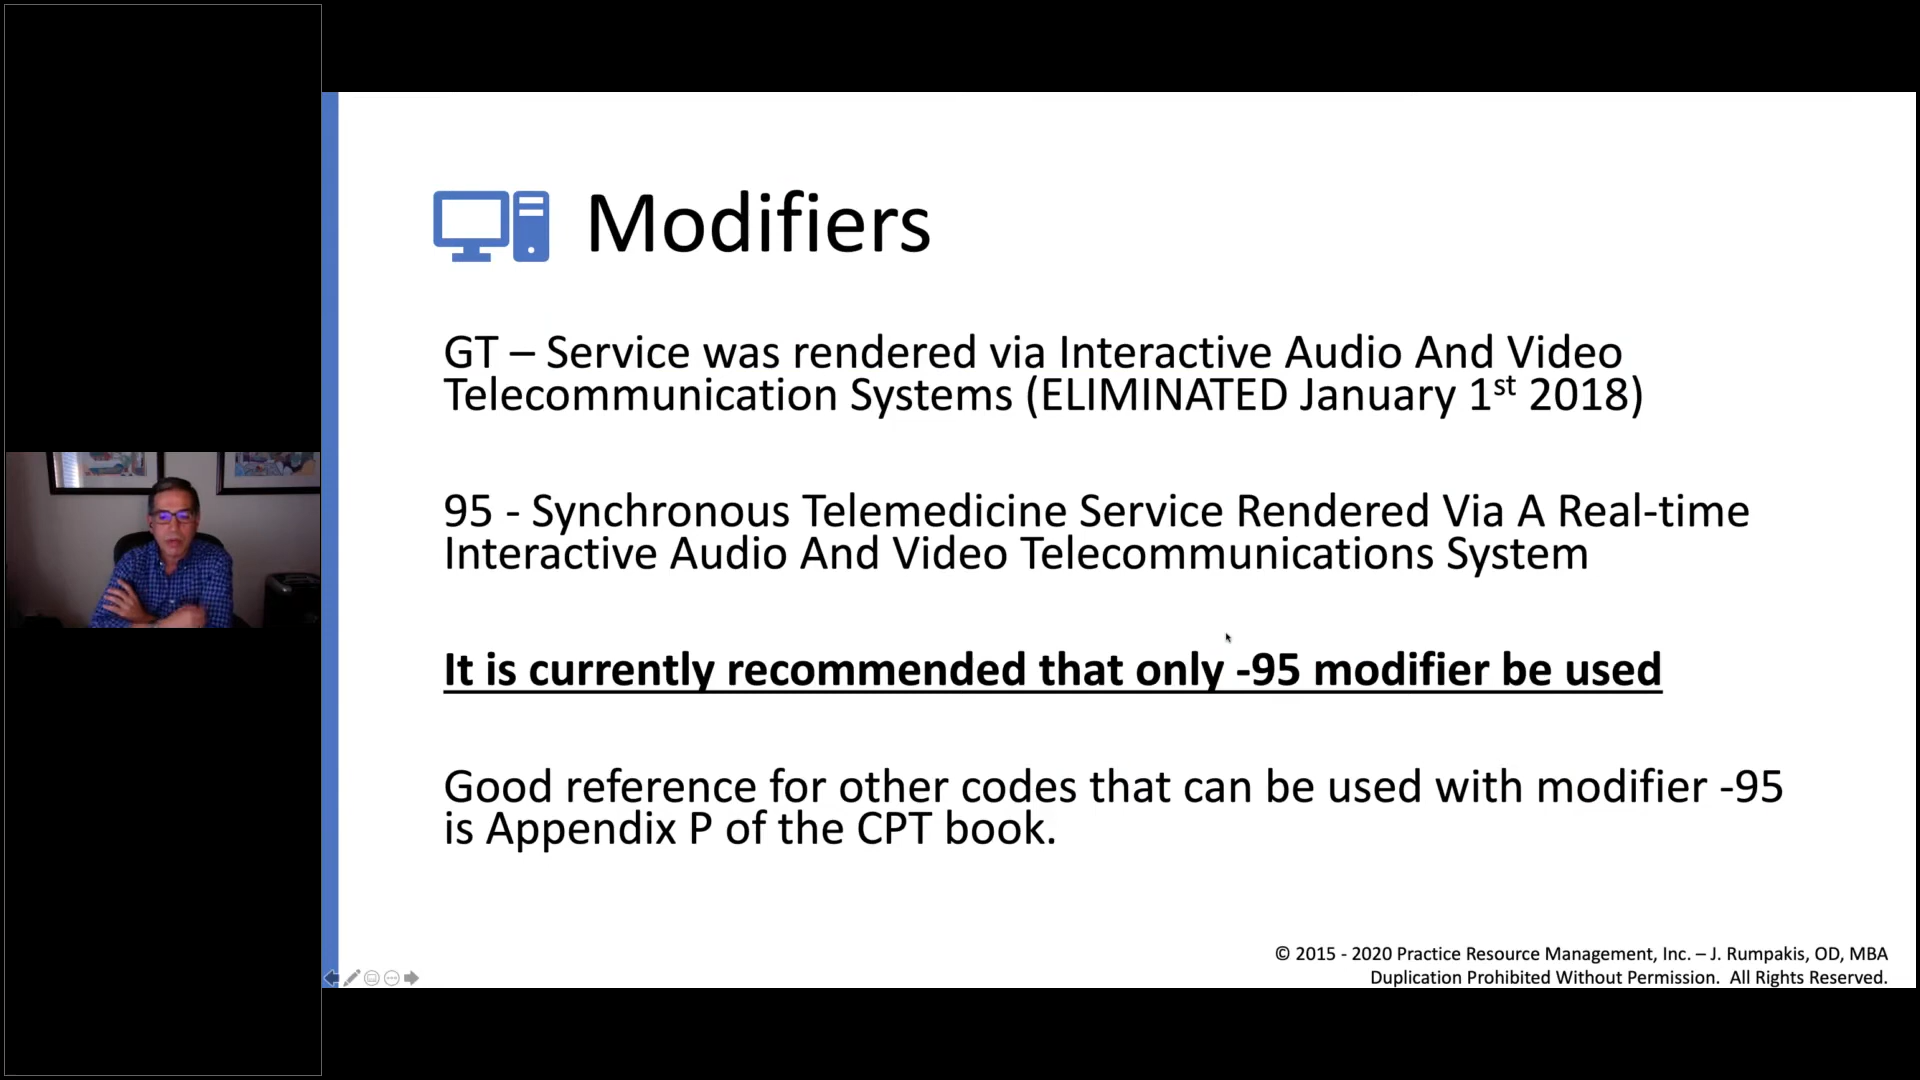 Modifiers
GT – Service was rendered via Interactive Audio And Video
Telecommunication Systems (ELIMINATED January 1st 2018)
95 - Synchronous Telemedicine Service Rendered Via A Real-time
Interactive Audio And Video Telecommunications System
It is currently recommended that only -95 modifier be used
Good reference for other codes that can be used with modifier -95
is Appendix P of the CPT book.
© 2015 - 2020 Practice Resource Management, Inc. – J. Rumpakis, OD, MBA
Duplication Prohibited Without Permission. All Rights Reserved.